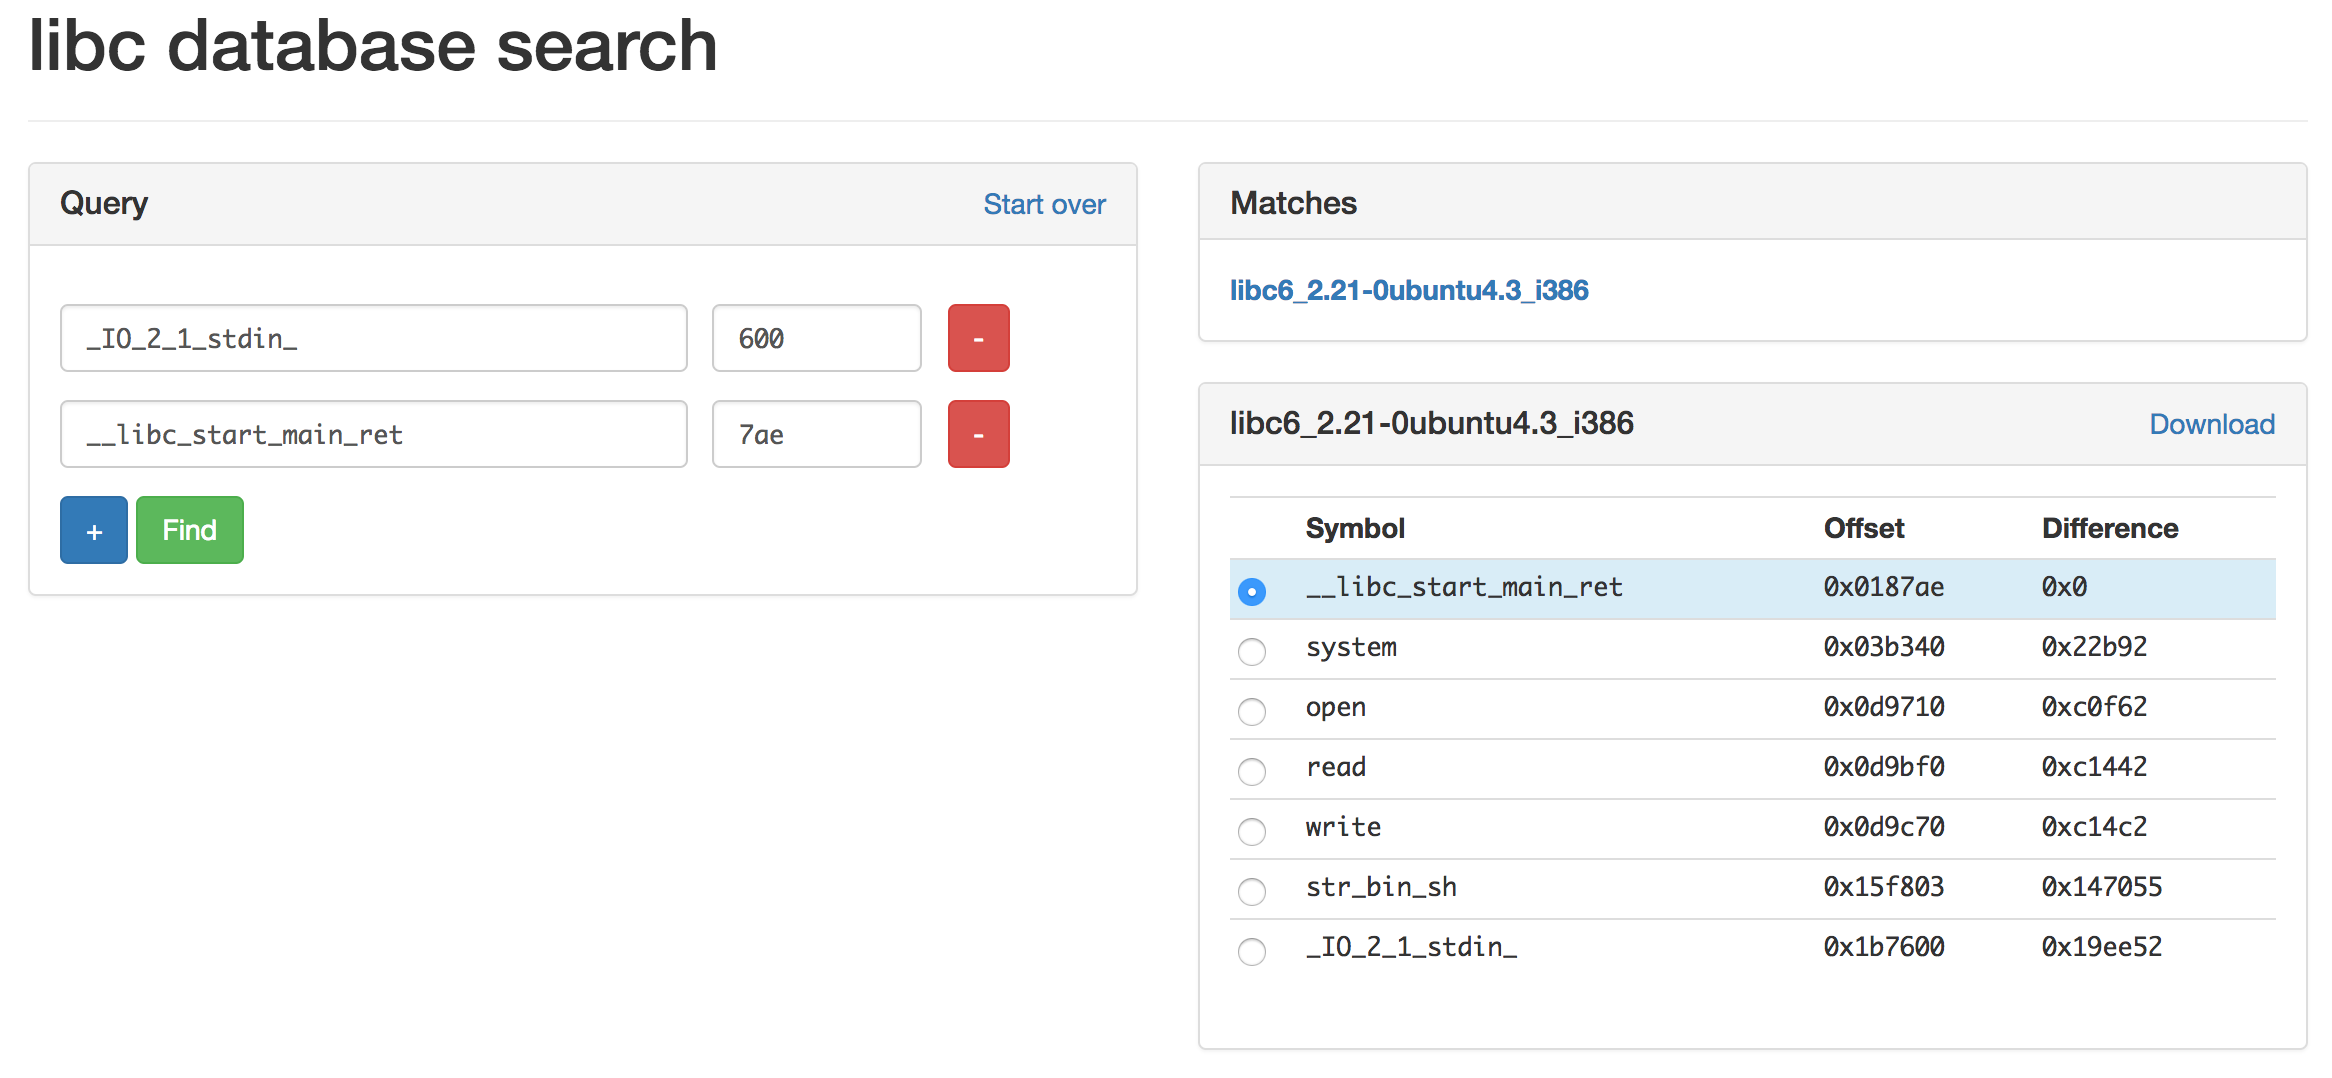 libc database search
Query Start over
_IO_2_1_stdin_ 600 -
__libc_start_main_ret 7ae -
+ Find
Matches
libc6_2.21-0ubuntu4.3_i386
libc6_2.21-0ubuntu4.3_i386 Download
Symbol Offset Difference
__libc_start_main_ret 0x0187ae 0x0
system 0x03b340 0x22b92
open 0x0d9710 0xc0f62
read 0x0d9bf0 0xc1442
write 0x0d9c70 0xc14c2
str_bin_sh 0x15f803 0x147055
_IO_2_1_stdin_ 0x1b7600 0x19ee52